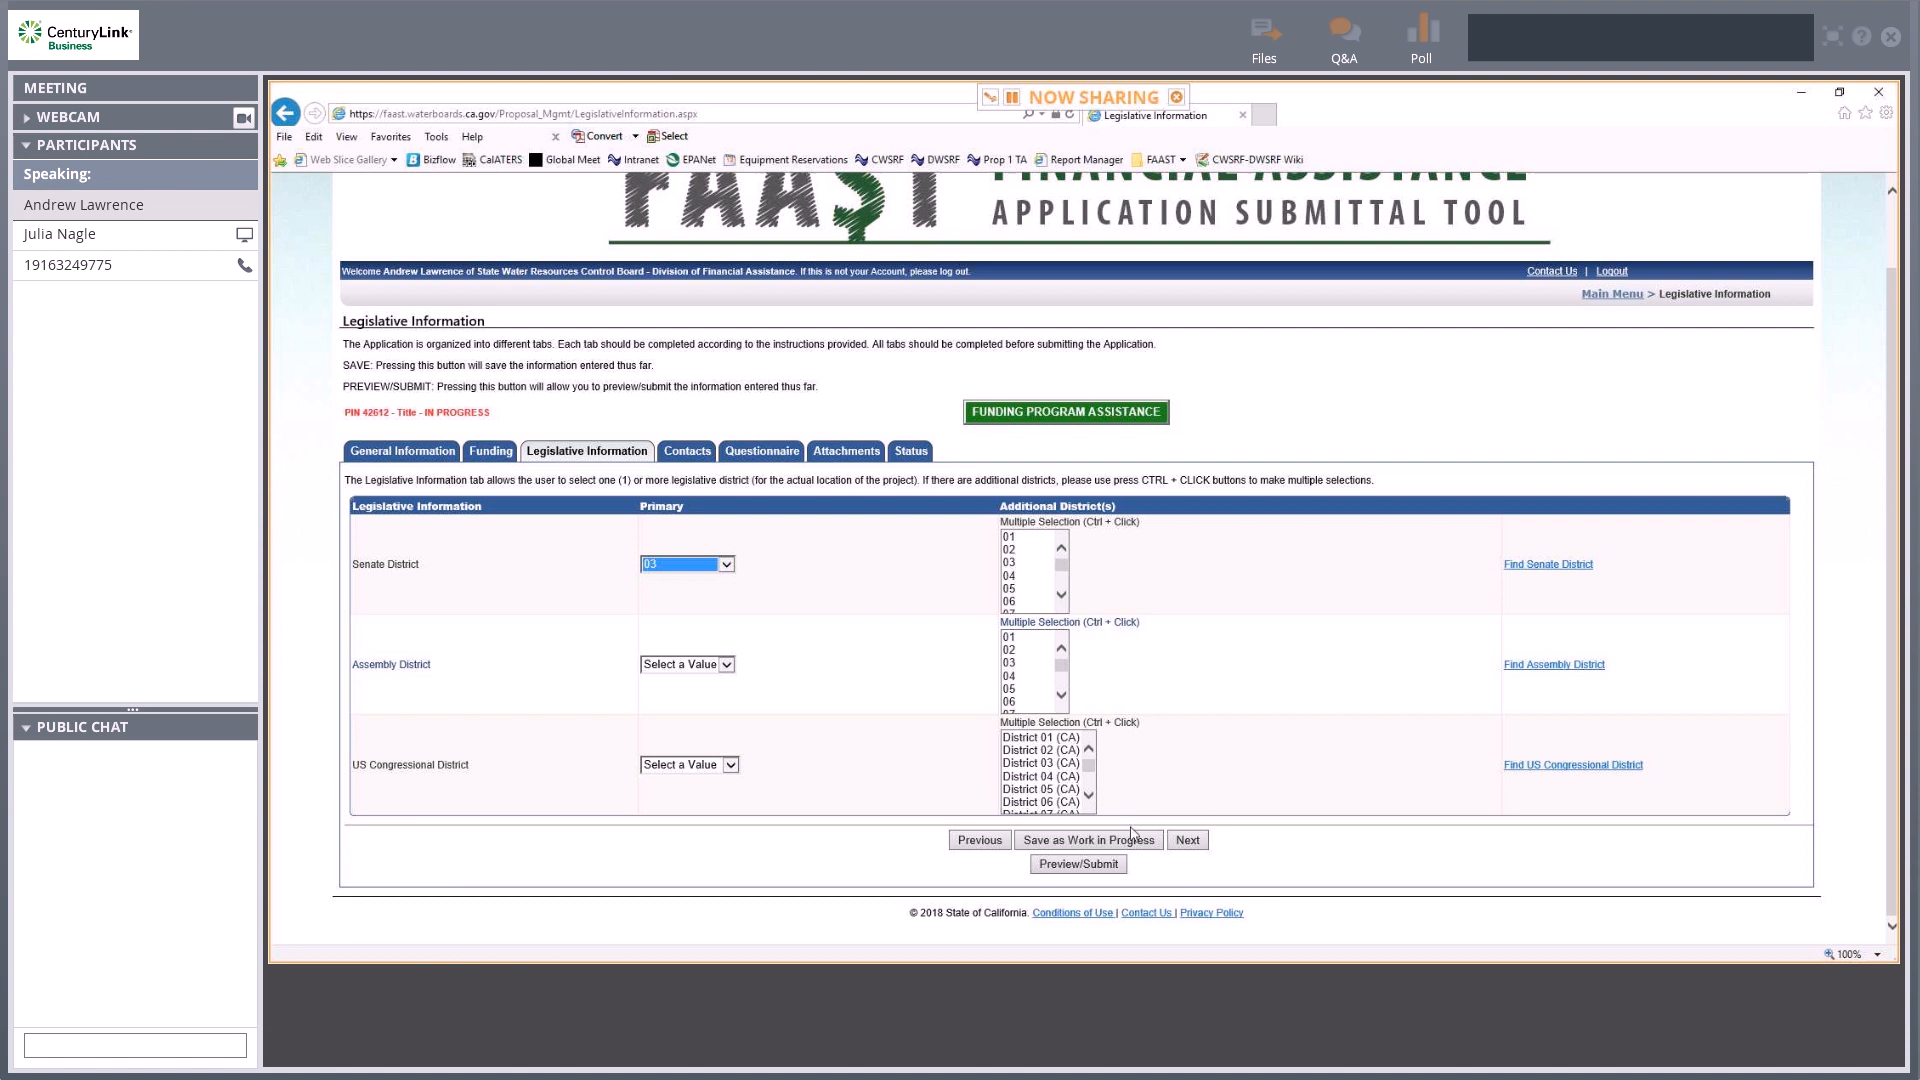 CenturyLink
Business
Files
Q&A
Poll
MEETING
WEBCAM
PARTICIPANTS
Speaking:
Andrew Lawrence
Julia Nagle
19163249775
PUBLIC CHAT
NOW SHARING
https://faast.waterboards.ca.gov/Proposal_Mgmt/LegislativeInformation.aspx
Legislative Information
File Edit View Favorites Tools Help
x Convert Select
Web Slice Gallery Bizflow CalATERS Global Meet Intranet EPANet Equipment Reservations CWSRF DWSRF Prop 1 TA Report Manager FAAST CWSRF-DWSRF Wiki
FAAST
FINANCIAL ASSISTANCE
APPLICATION SUBMITTAL TOOL
Welcome Andrew Lawrence of State Water Resources Control Board - Division of Financial Assistance. If this is not your Account, please log out.
Contact Us | Logout
Main Menu > Legislative Information
Legislative Information
The Application is organized into different tabs. Each tab should be completed according to the instructions provided. All tabs should be completed before submitting the Application.
SAVE: Pressing this button will save the information entered thus far.
PREVIEW/SUBMIT: Pressing this button will allow you to preview/submit the information entered thus far.
PIN 42612 - Title - IN PROGRESS
FUNDING PROGRAM ASSISTANCE
General Information Funding Legislative Information Contacts Questionnaire Attachments Status
The Legislative Information tab allows the user to select one (1) or more legislative district (for the actual location of the project). If there are additional districts, please use press CTRL + CLICK buttons to make multiple selections.
Legislative Information Primary Additional District(s)
Multiple Selection (Ctrl + Click)
Senate District
03
01
02
03
04
05
06
07
Find Senate District
Multiple Selection (Ctrl + Click)
Assembly District
Select a Value
01
02
03
04
05
06
07
Find Assembly District
Multiple Selection (Ctrl + Click)
US Congressional District
Select a Value
District 01 (CA)
District 02 (CA)
District 03 (CA)
District 04 (CA)
District 05 (CA)
District 06 (CA)
District 07 (CA)
Find US Congressional District
Previous Save as Work in Progress Next
Preview/Submit
© 2018 State of California. Conditions of Use | Contact Us | Privacy Policy
100%